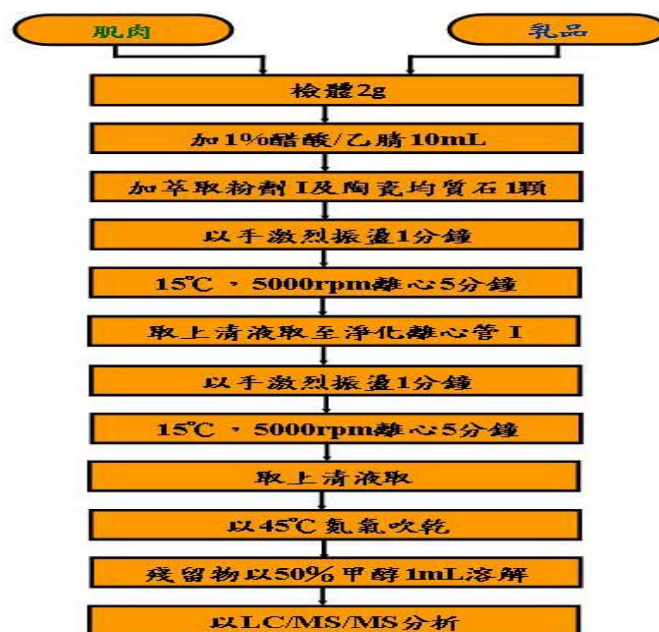 肌肉
乳品
檢體2g
加1%醋酸/乙腈10mL
加萃取粉劑I及陶瓷均質石1顆
以手激烈振盪1分鐘
15℃，5000rpm離心5分鐘
取上清液取至淨化離心管I
以手激烈振盪1分鐘
15℃，5000rpm離心5分鐘
取上清液取
以45℃氮氣吹乾
殘留物以50%甲醇1mL溶解
以LC/MS/MS分析